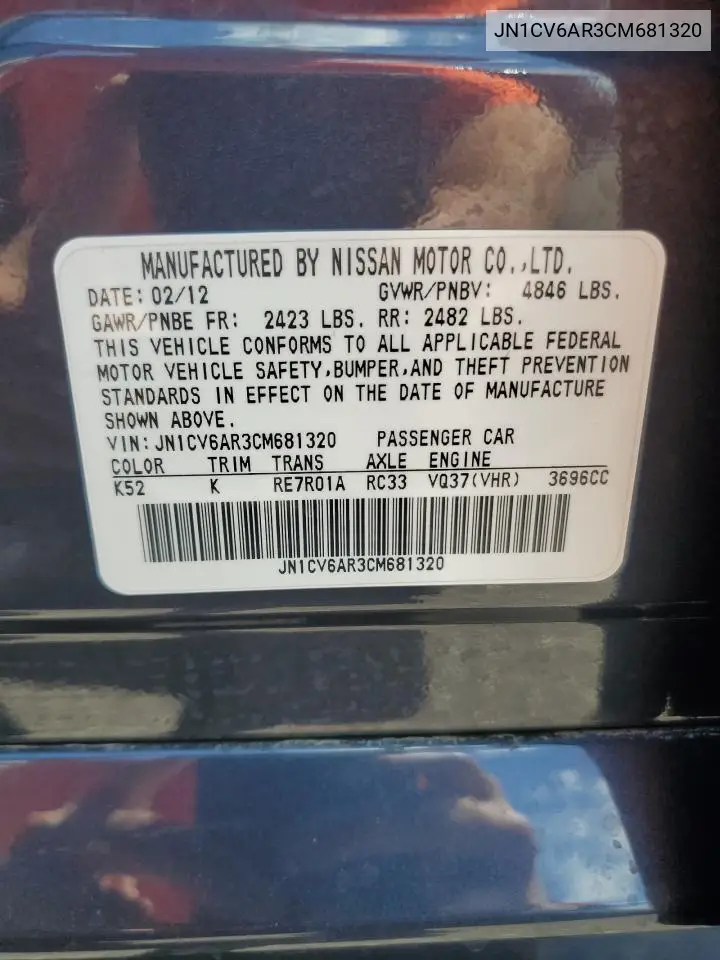 JN1CV6AR3CM681320
MANUFACTURED BY NISSAN MOTOR CO.,LTD.
DATE: 02/12 GVWR/PNBV: 4846 LBS.
GAWR/PNBE FR: 2423 LBS. RR: 2482 LBS.
THIS VEHICLE CONFORMS TO ALL APPLICABLE FEDERAL
MOTOR VEHICLE SAFETY,BUMPER,AND THEFT PREVENTION
STANDARDS IN EFFECT ON THE DATE OF MANUFACTURE
SHOWN ABOVE.
VIN: JN1CV6AR3CM681320 PASSENGER CAR
COLOR TRIM TRANS AXLE ENGINE
K52 K RE7R01A RC33 VQ37(VHR) 3696CC
JN1CV6AR3CM681320